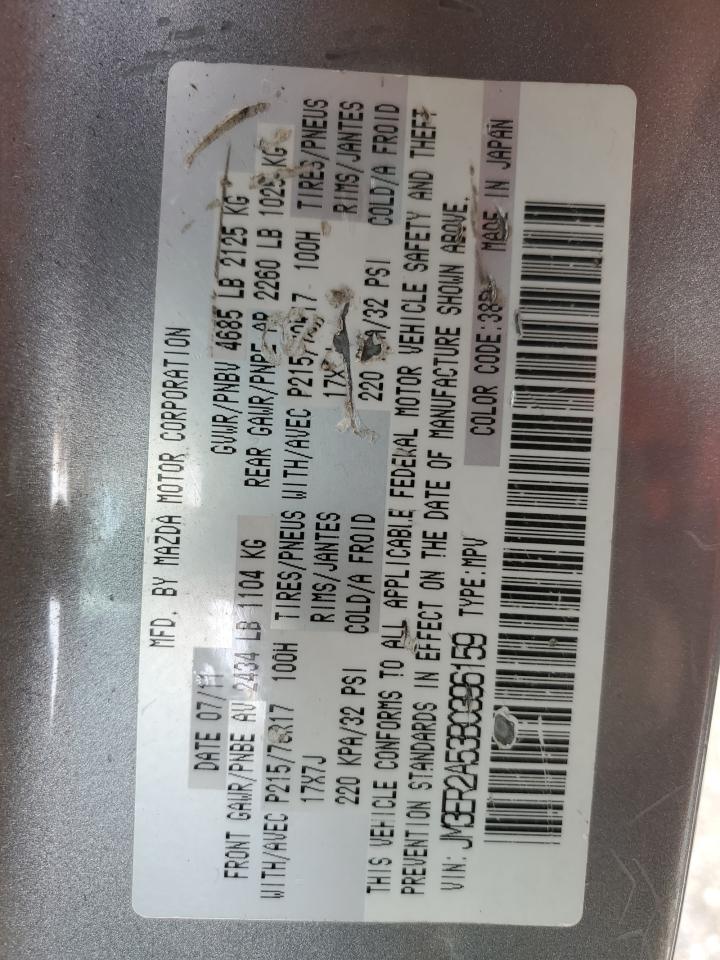 MFD. BY MAZDA MOTOR CORPORATION
DATE 07/11 GVWR/PNBV 4685 LB 2125 KG
FRONT GAWR/PNBE AV 2434 LB 1104 KG REAR GAWR/PNBE AR 2260 LB 1025 KG
WITH/AVEC P215/70R17 100H TIRES/PNEUS WITH/AVEC P215/70R17 100H TIRES/PNEUS
17X7J RIMS/JANTES 17X RIMS/JANTES
220 KPA/32 PSI COLD/A FROID 220 KPA/32 PSI COLD/A FROID
THIS VEHICLE CONFORMS TO ALL APPLICABLE FEDERAL MOTOR VEHICLE SAFETY AND THEFT
PREVENTION STANDARDS IN EFFECT ON THE DATE OF MANUFACTURE SHOWN ABOVE.
VIN: JM3ER2A53B0396159 TYPE:MPV COLOR CODE: MADE IN JAPAN